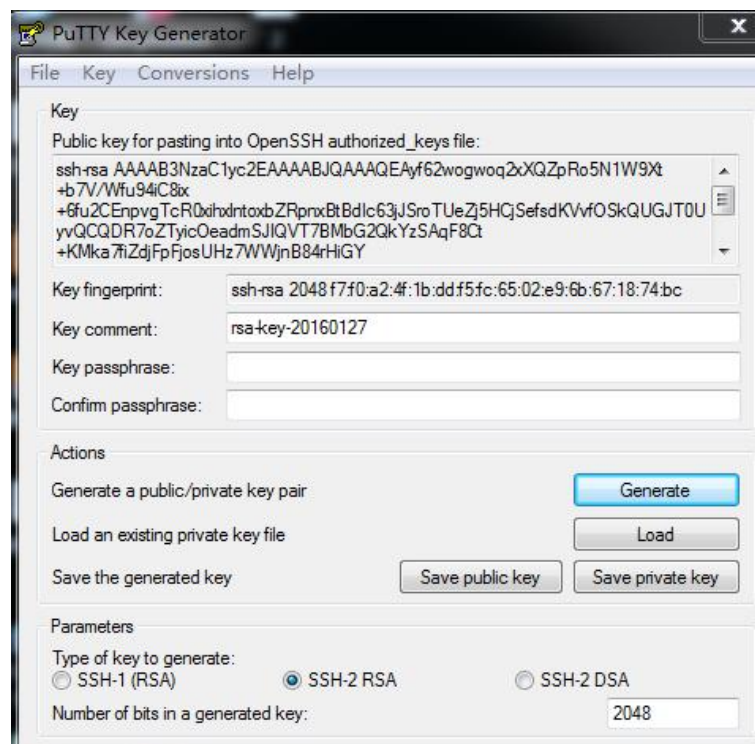 PuTTY Key Generator
File Key Conversions Help
Key
Public key for pasting into OpenSSH authorized_keys file:
ssh-rsa AAAAB3NzaC1yc2EAAAABJQAAAQEAyf62wogwoq2xXQZpRo5N1W9Xt
+b7V/Wfu94iC8ix
+6fu2CEnpvgTcR0xihxIntoxbZRpnxBtBdIc63jJSroTUeZj5HCjSefsdKVvfOSkQUGJT0U
yvQCQDR7oZTyicOeadmSJIQVT7BMbG2QkYzSAqF8Ct
+KMka7fiZdjFpFjosUHz7WWjnB84rHiGY
Key fingerprint: ssh-rsa 2048 f7:f0:a2:4f:1b:dd:f5:fc:65:02:e9:6b:67:18:74:bc
Key comment: rsa-key-20160127
Key passphrase:
Confirm passphrase:
Actions
Generate a public/private key pair Generate
Load an existing private key file Load
Save the generated key Save public key Save private key
Parameters
Type of key to generate:
SSH-1 (RSA) SSH-2 RSA SSH-2 DSA
Number of bits in a generated key: 2048